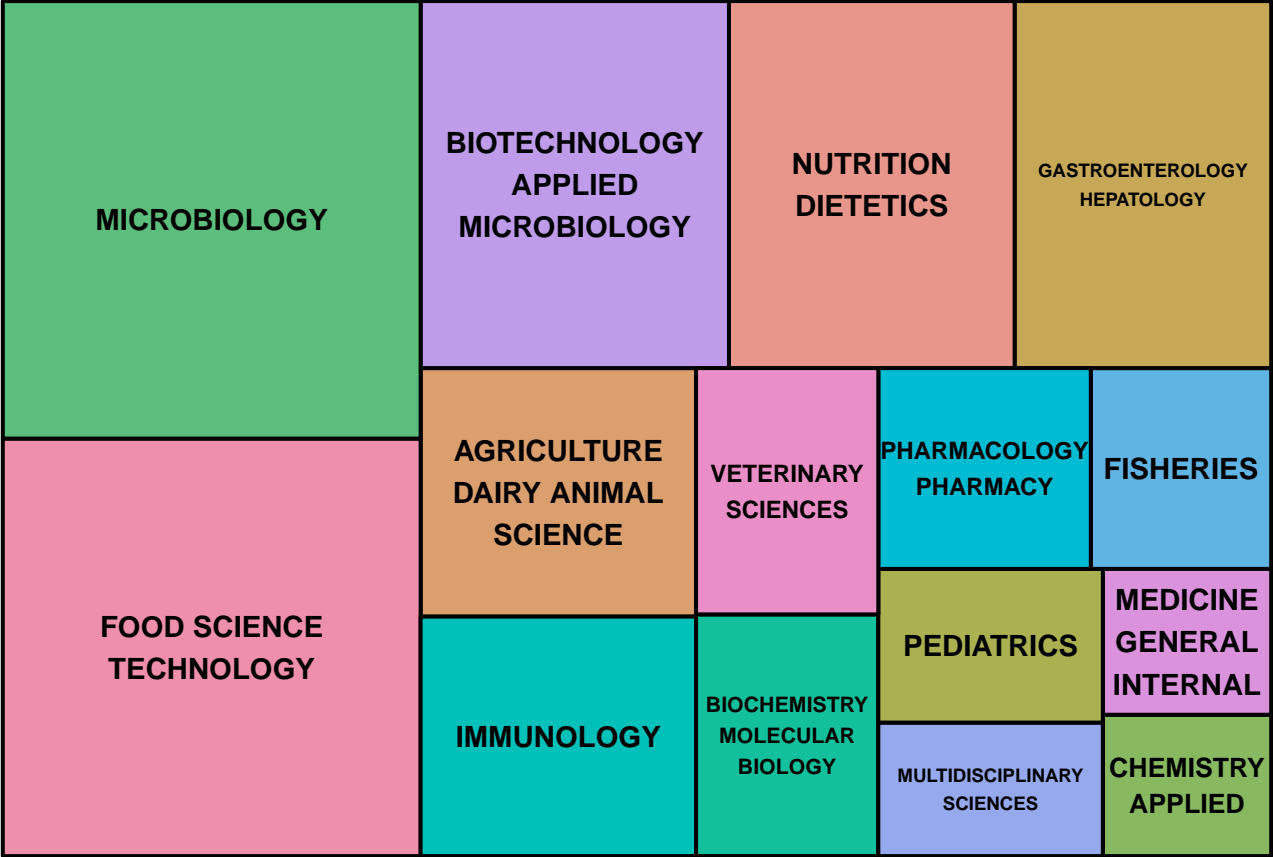 MICROBIOLOGY
BIOTECHNOLOGY
APPLIED
MICROBIOLOGY
NUTRITION
DIETETICS
GASTROENTEROLOGY
HEPATOLOGY
FOOD SCIENCE
TECHNOLOGY
AGRICULTURE
DAIRY ANIMAL
SCIENCE
VETERINARY
SCIENCES
PHARMACOLOGY
PHARMACY
FISHERIES
IMMUNOLOGY
BIOCHEMISTRY
MOLECULAR
BIOLOGY
PEDIATRICS
MEDICINE
GENERAL
INTERNAL
MULTIDISCIPLINARY
SCIENCES
CHEMISTRY
APPLIED